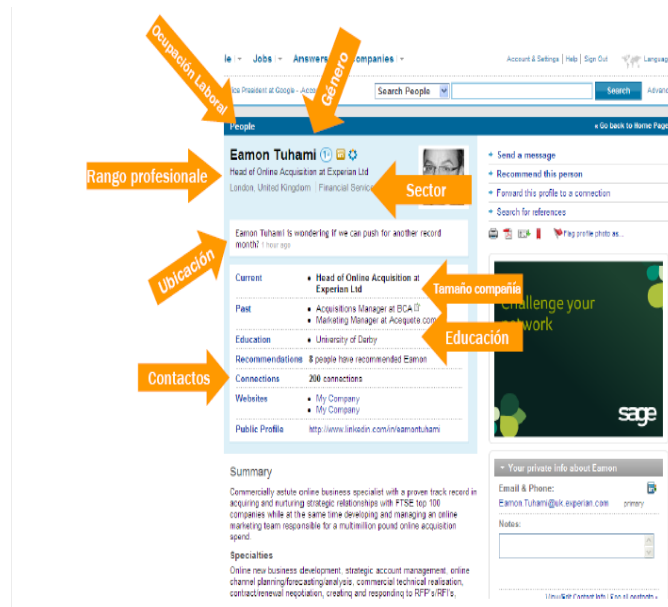 Ocupación Laboral
Género
Jobs Answers ompanies
Account & Settings | Help | Sign Out Languag
Search People Search Advanc
People « Go back to Home Page
Eamon Tuhami
Rango profesionale
Head of Online Acquisition at Experian Ltd
London, United Kingdom Financial Servic
Sector
Send a message
Recommend this person
Forward this profile to a connection
Search for references
Flag profile photo as...
Eamon Tuhami is wondering if we can push for another record
month? 1 hour ago
Ubicación
Current • Head of Online Acquisition at
Experian Ltd
Tamaño compañía
Past • Acquisitions Manager at BCA
• Marketing Manager at Acequote.com
Education • University of Derby
Educación
Recommendations 8 people have recommended Eamon
Contactos
Connections 200 connections
Websites • My Company
• My Company
Public Profile http://www.linkedin.com/in/eamontuhami
Challenge your
network
sage
Summary
Commercially astute online business specialist with a proven track record in
acquiring and nurturing strategic relationships with FTSE top 100
companies while at the same time developing and managing an online
marketing team responsible for a multimillion pound online acquisition
spend.
Specialties
Online new business development, strategic account management, online
channel planning/forecasting/analysis, commercial technical realisation,
contract/renewal negotiation, creating and responding to RFP's/RFI's,
Your private info about Eamon
Email & Phone:
Eamon.Tuhami@uk.experian.com primary
Notes:
View/Edit Contact Info | See all contacts »